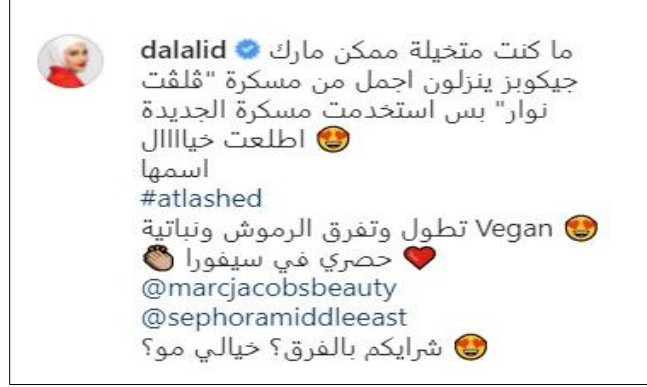 dalalid ما كنت متخيلة ممكن مارك
جيكوبز ينزلون اجمل من مسكرة "ڤلڤت
نوار" بس استخدمت مسكرة الجديدة
اطلعت خيااااال 😍
اسمها
#atlashed
تطول وتفرق الرموش ونباتية Vegan 😍
حصري في سيفورا 👏🏼 ❤️
@marcjacobsbeauty
@sephoramiddleeast
شرايكم بالفرق؟ خيالي مو؟ 😍